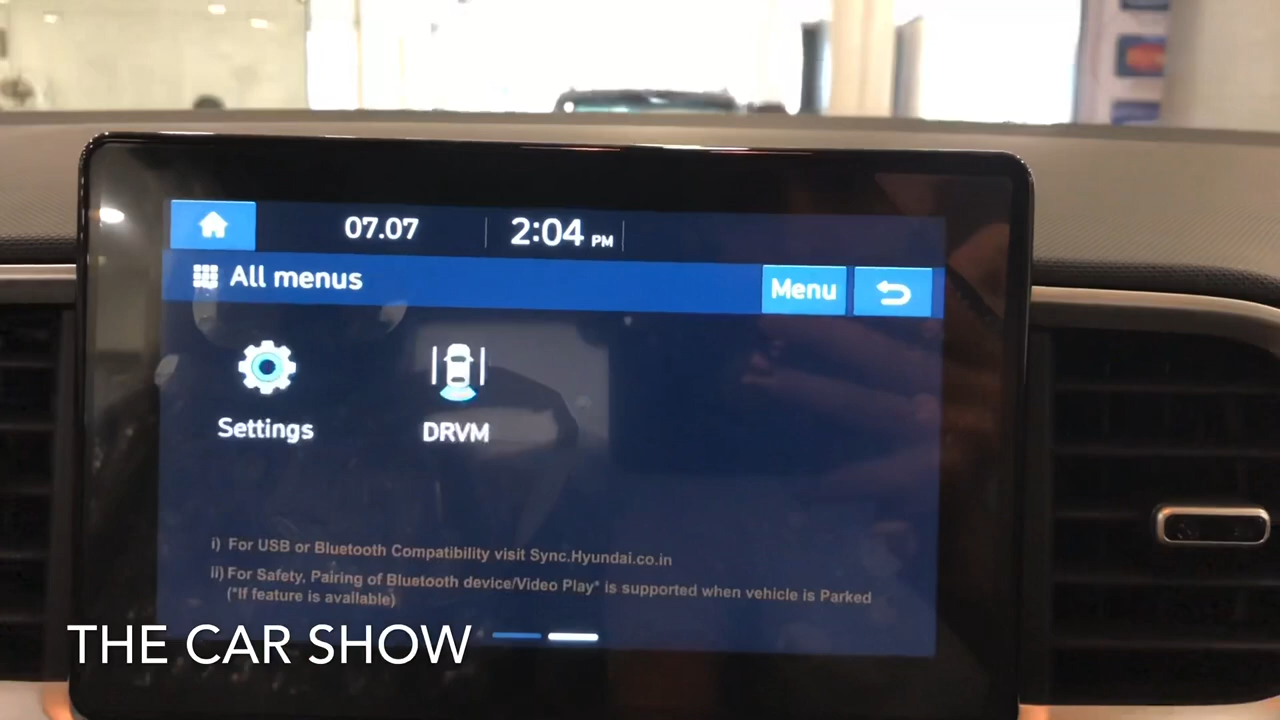 07.07
2:04 PM
All menus
Menu
Settings
DRVM
i) For USB or Bluetooth Compatibility visit Sync.Hyundai.co.in
ii) For Safety, Pairing of Bluetooth device/Video Play* is supported when vehicle is Parked
(*If feature is available)
THE CAR SHOW